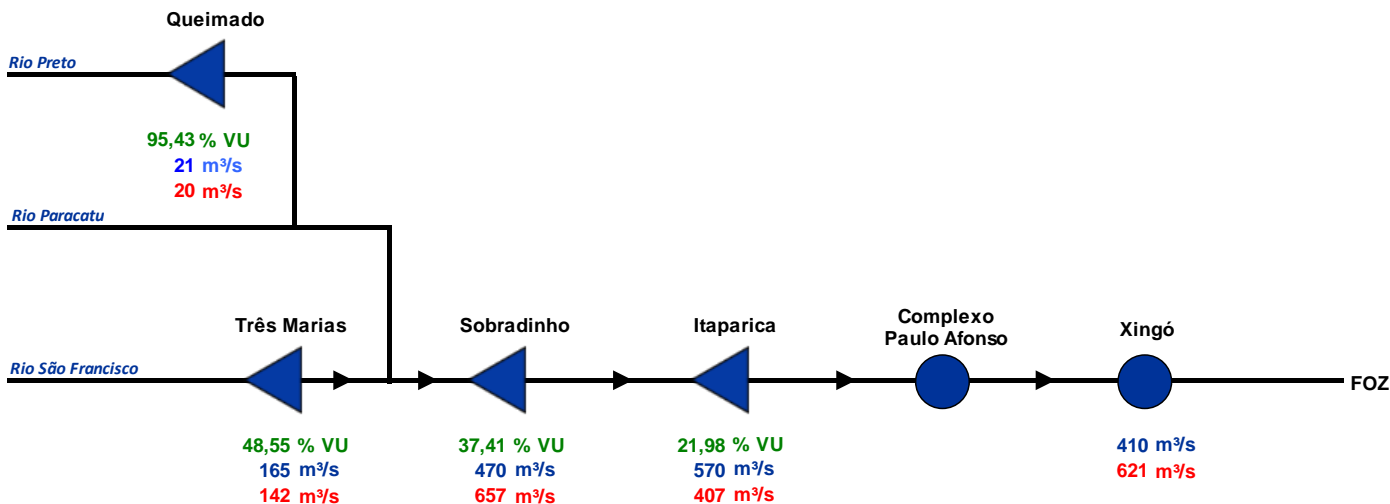 Queimado
Rio Preto
95,43 % VU
21 m³/s
20 m³/s
Rio Paracatu
Três Marias
Sobradinho
Itaparica
Complexo
Paulo Afonso
Xingó
Rio São Francisco
FOZ
48,55 % VU
165 m³/s
142 m³/s
37,41 % VU
470 m³/s
657 m³/s
21,98 % VU
570 m³/s
407 m³/s
410 m³/s
621 m³/s